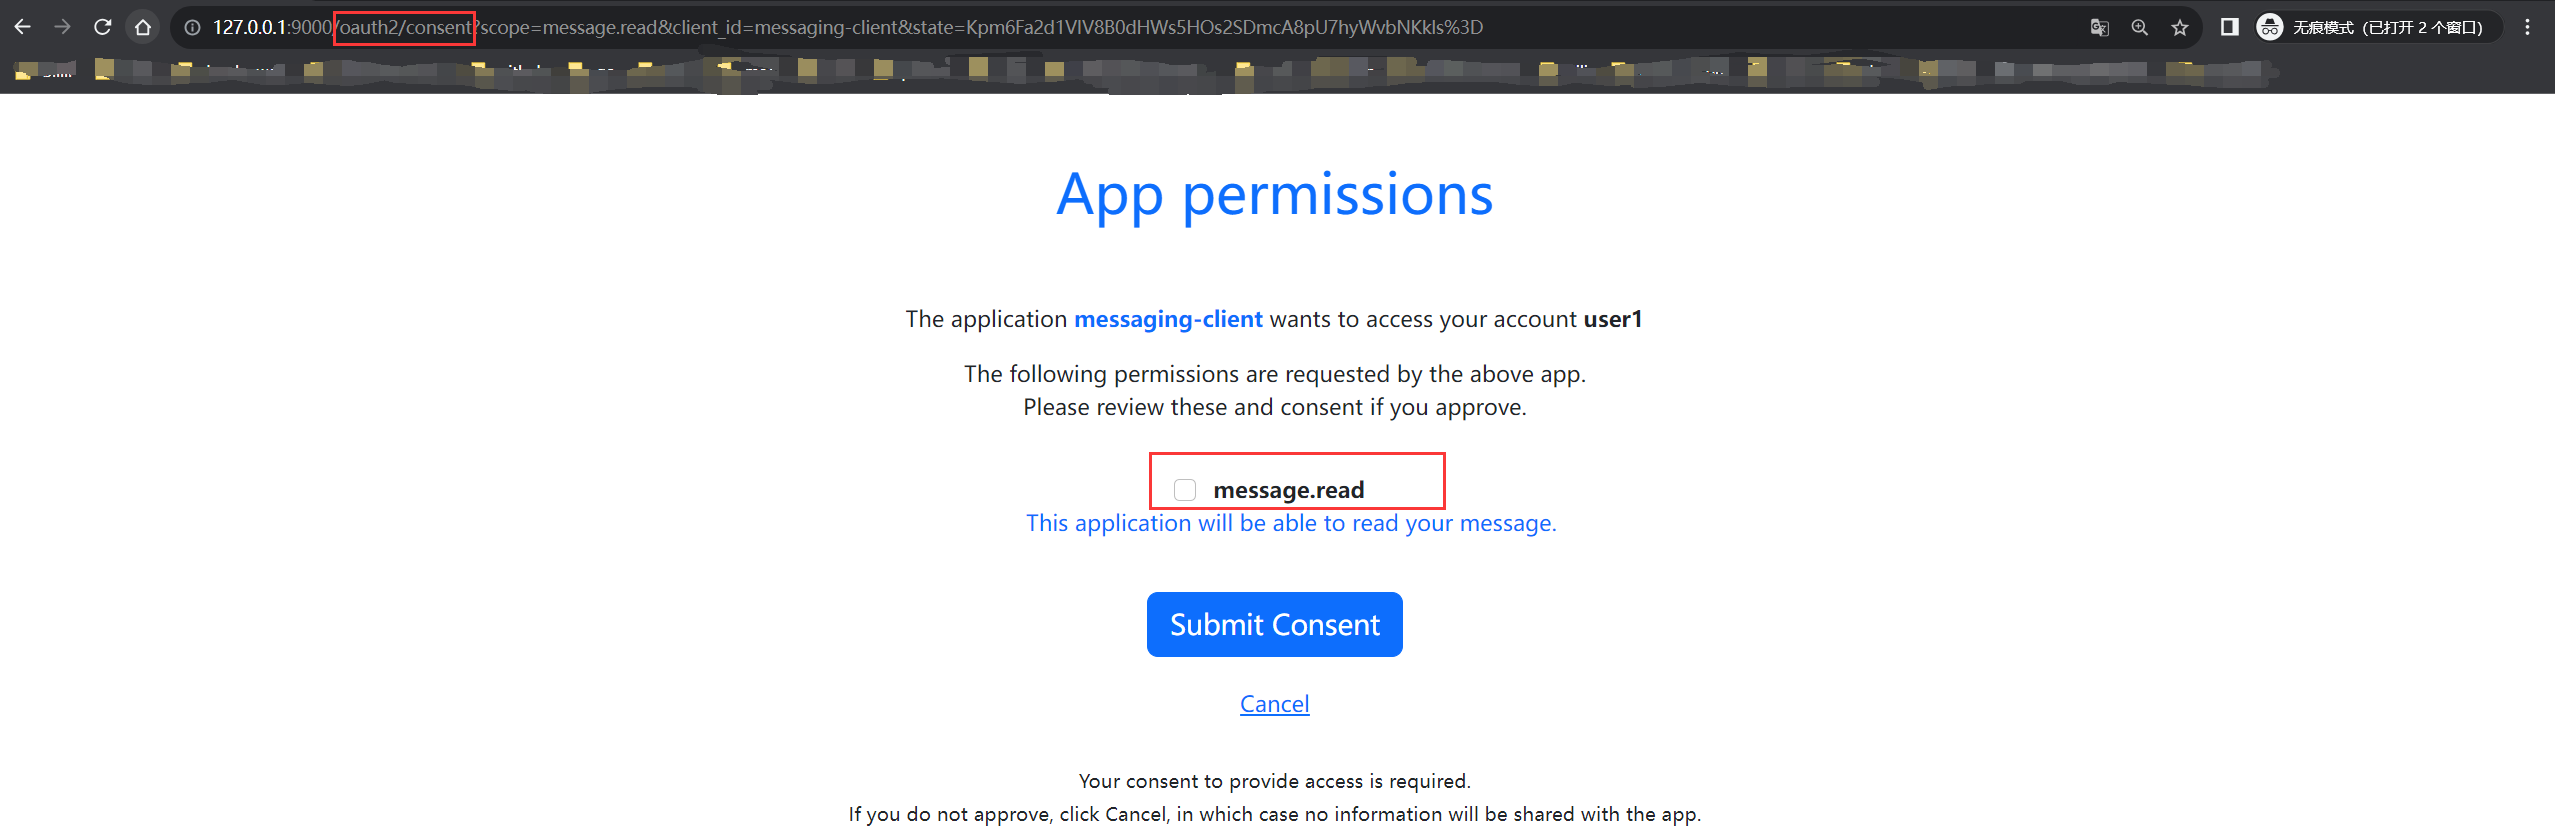 127.0.0.1:9000/oauth2/consent?scope=message.read&client_id=messaging-client&state=Kpm6Fa2d1VIV8B0dHWs5HOs2SDmcA8pU7hyWvbNKkls%3D
无痕模式（已打开 2 个窗口）
App permissions
The application messaging-client wants to access your account user1
The following permissions are requested by the above app.
Please review these and consent if you approve.
message.read
This application will be able to read your message.
Submit Consent
Cancel
Your consent to provide access is required.
If you do not approve, click Cancel, in which case no information will be shared with the app.